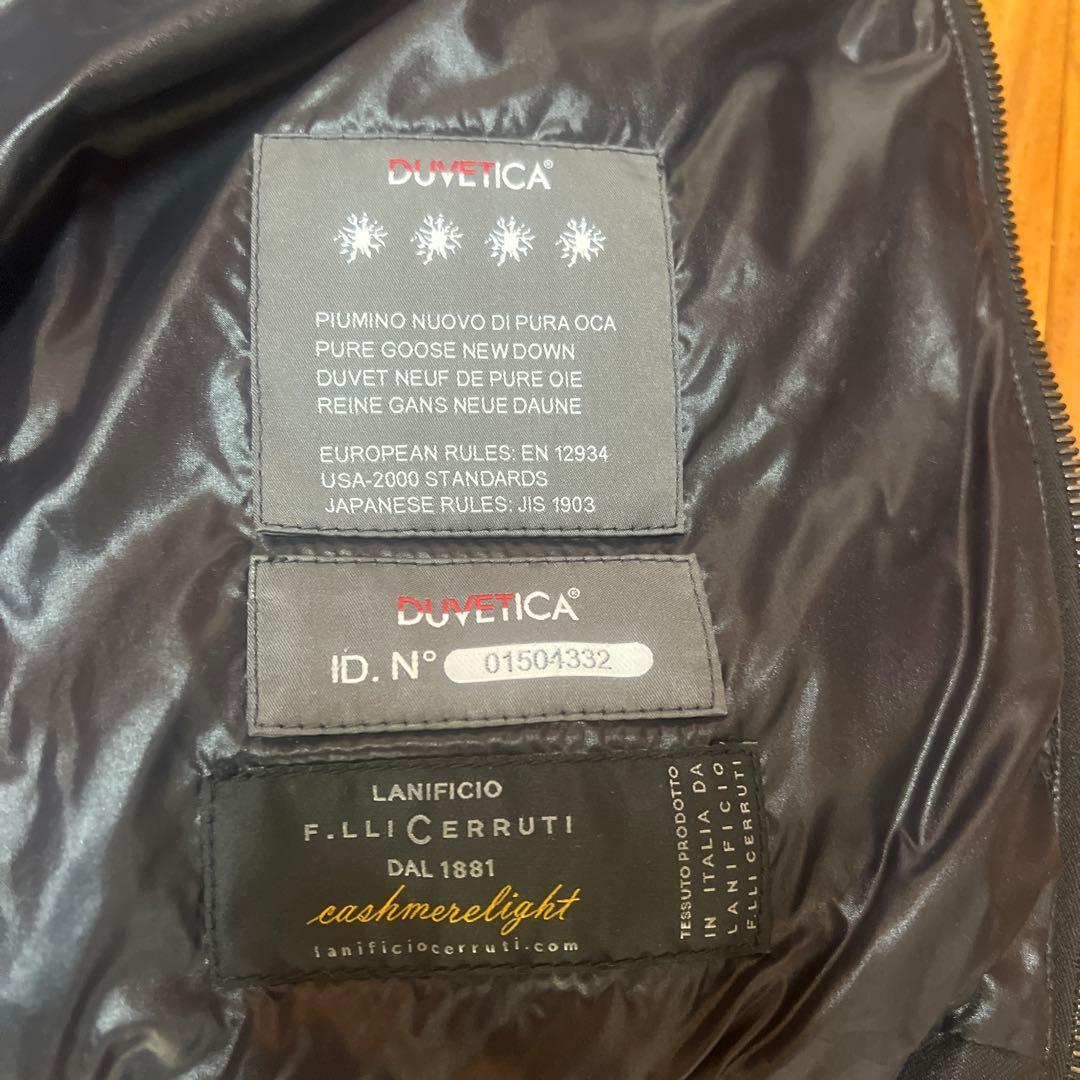 DUVETICA®
PIUMINO NUOVO DI PURA OCA
PURE GOOSE NEW DOWN
DUVET NEUF DE PURE OIE
REINE GANS NEUE DAUNE
EUROPEAN RULES: EN 12934
USA-2000 STANDARDS
JAPANESE RULES: JIS 1903
DUVETICA®
ID. N° 01504332
LANIFICIO
F.LLI CERRUTI
DAL 1881
cashmerelight
lanificiocerruti.com
TESSUTO PRODOTTO
IN ITALIA DA
LANIFICIO
F.LLI CERRUTI